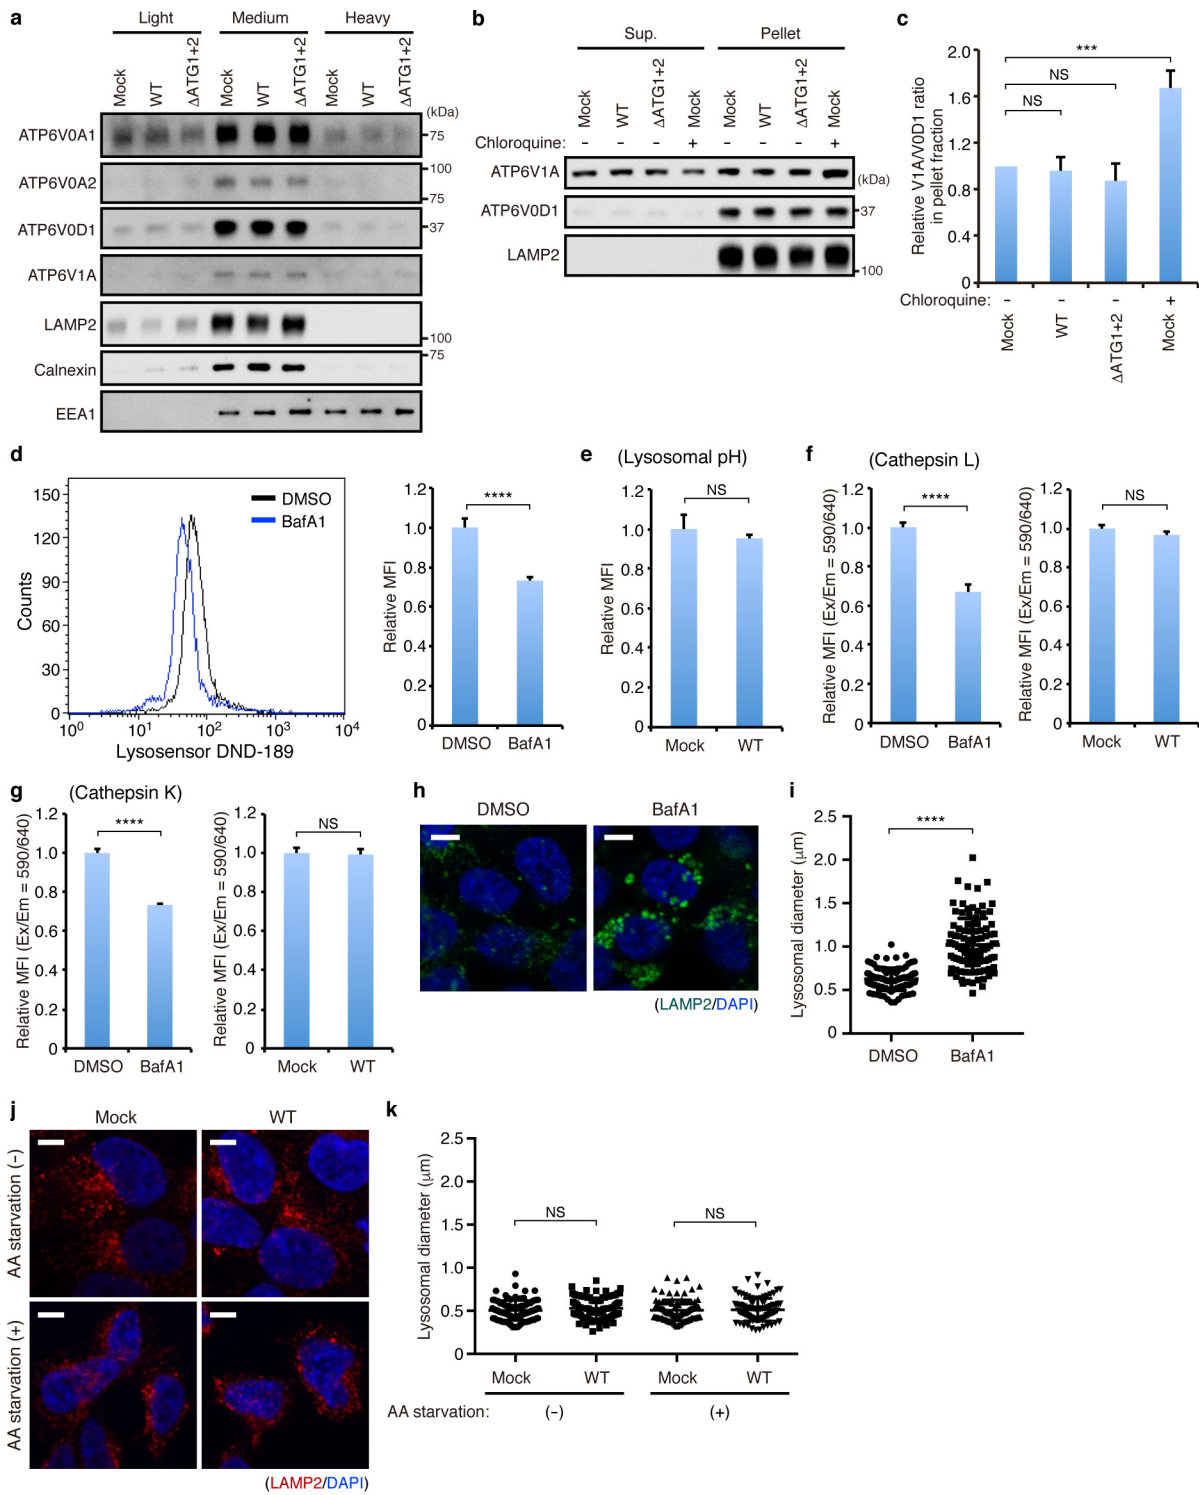 a
Light Medium Heavy
Mock WT ΔATG1+2 Mock WT ΔATG1+2 Mock WT ΔATG1+2
(kDa)
ATP6V0A1 75
ATP6V0A2 100 75
ATP6V0D1 37
ATP6V1A
LAMP2 100
Calnexin 75
EEA1
b
Sup. Pellet
Mock WT ΔATG1+2 Mock Mock WT ΔATG1+2 Mock
Chloroquine: – – – + – – – +
ATP6V1A (kDa)
ATP6V0D1 37
LAMP2 100
c
Relative V1A/V0D1 ratio
in pellet fraction
2.0
1.6
1.2
0.8
0.4
0
***
NS
NS
Chloroquine: – – – +
Mock WT ΔATG1+2 Mock
d
Counts
150
120
90
60
30
0
DMSO
BafA1
10⁰ 10¹ 10² 10³ 10⁴
Lysosensor DND-189
Relative MFI
1.2
1.0
0.8
0.6
0.4
0.2
0
****
DMSO BafA1
e
(Lysosomal pH)
Relative MFI
1.2
1.0
0.8
0.6
0.4
0.2
0
NS
Mock WT
f
(Cathepsin L)
Relative MFI (Ex/Em = 590/640)
1.2
1.0
0.8
0.6
0.4
0.2
0
****
DMSO BafA1
Relative MFI (Ex/Em = 590/640)
1.2
1.0
0.8
0.6
0.4
0.2
0
NS
Mock WT
g
(Cathepsin K)
Relative MFI (Ex/Em = 590/640)
1.2
1.0
0.8
0.6
0.4
0.2
0
****
DMSO BafA1
Relative MFI (Ex/Em = 590/640)
1.2
1.0
0.8
0.6
0.4
0.2
0
NS
Mock WT
h
DMSO BafA1
(LAMP2/DAPI)
i
Lysosomal diameter (μm)
2.5
2.0
1.5
1.0
0.5
0
****
DMSO BafA1
j
Mock WT
AA starvation (–)
AA starvation (+)
(LAMP2/DAPI)
k
Lysosomal diameter (μm)
2.5
2.0
1.5
1.0
0.5
0
NS NS
Mock WT Mock WT
AA starvation: (–) (+)